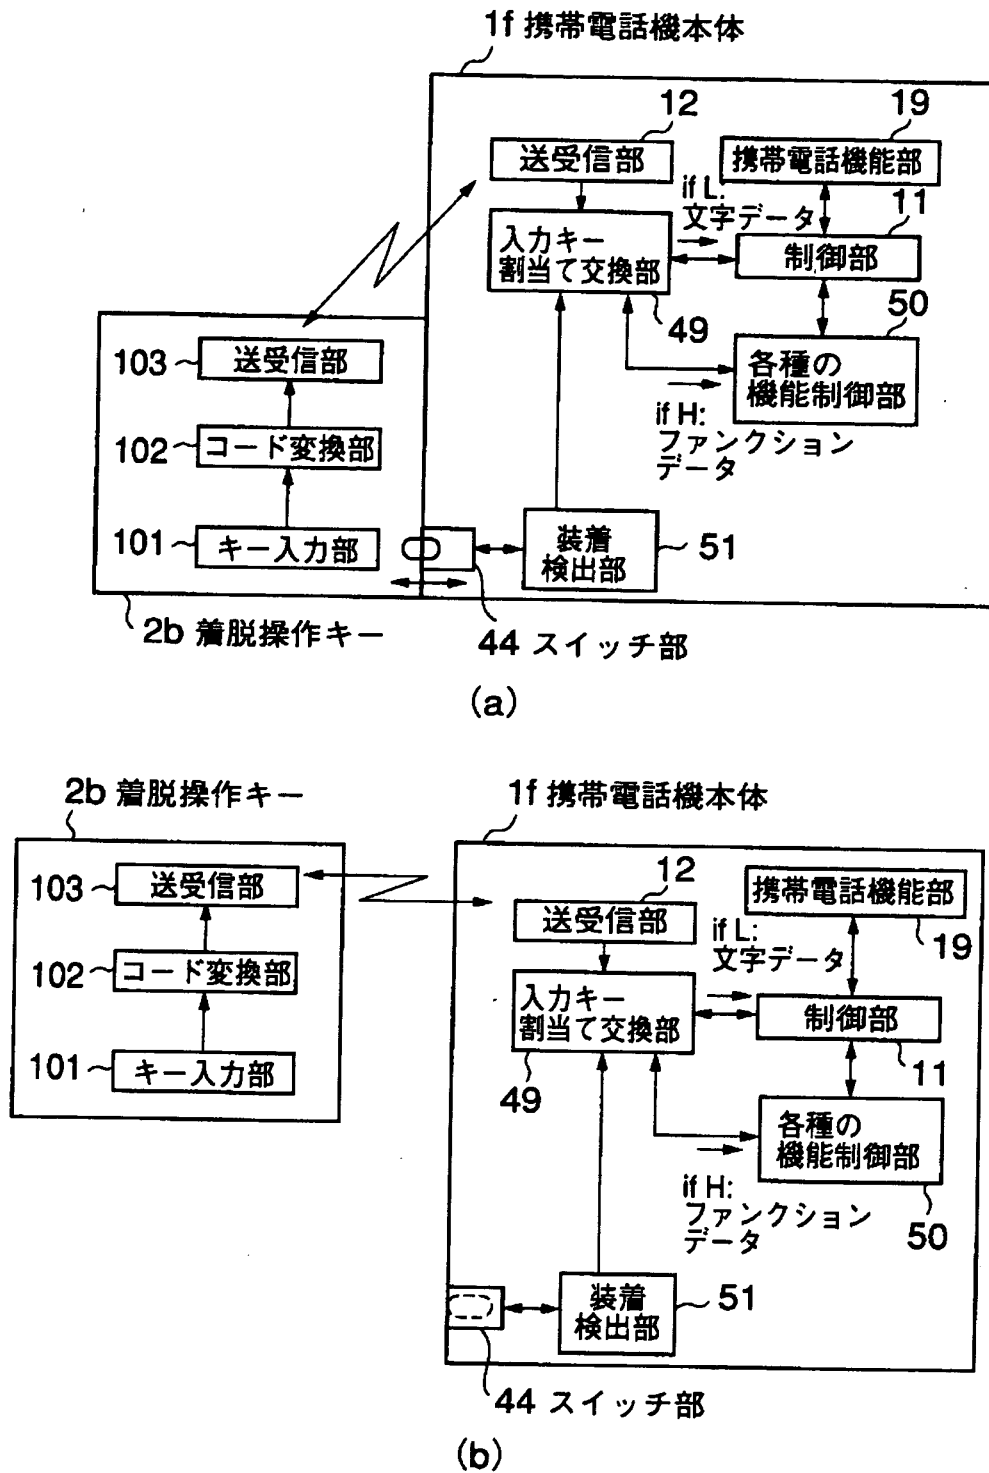 1f 携帯電話機本体
12
19
送受信部
携帯電話機能部
if L:
文字データ
11
入力キー
割当て交換部
制御部
49
50
103
送受信部
各種の
機能制御部
102
コード変換部
if H:
ファンクション
データ
101
キー入力部
装着
検出部
51
2b 着脱操作キー
44 スイッチ部
(a)
2b 着脱操作キー
1f 携帯電話機本体
103
送受信部
12
送受信部
携帯電話機能部
19
if L:
文字データ
102
コード変換部
入力キー
割当て交換部
制御部
101
キー入力部
49
11
各種の
機能制御部
if H:
ファンクション
データ
50
装着
検出部
51
44 スイッチ部
(b)